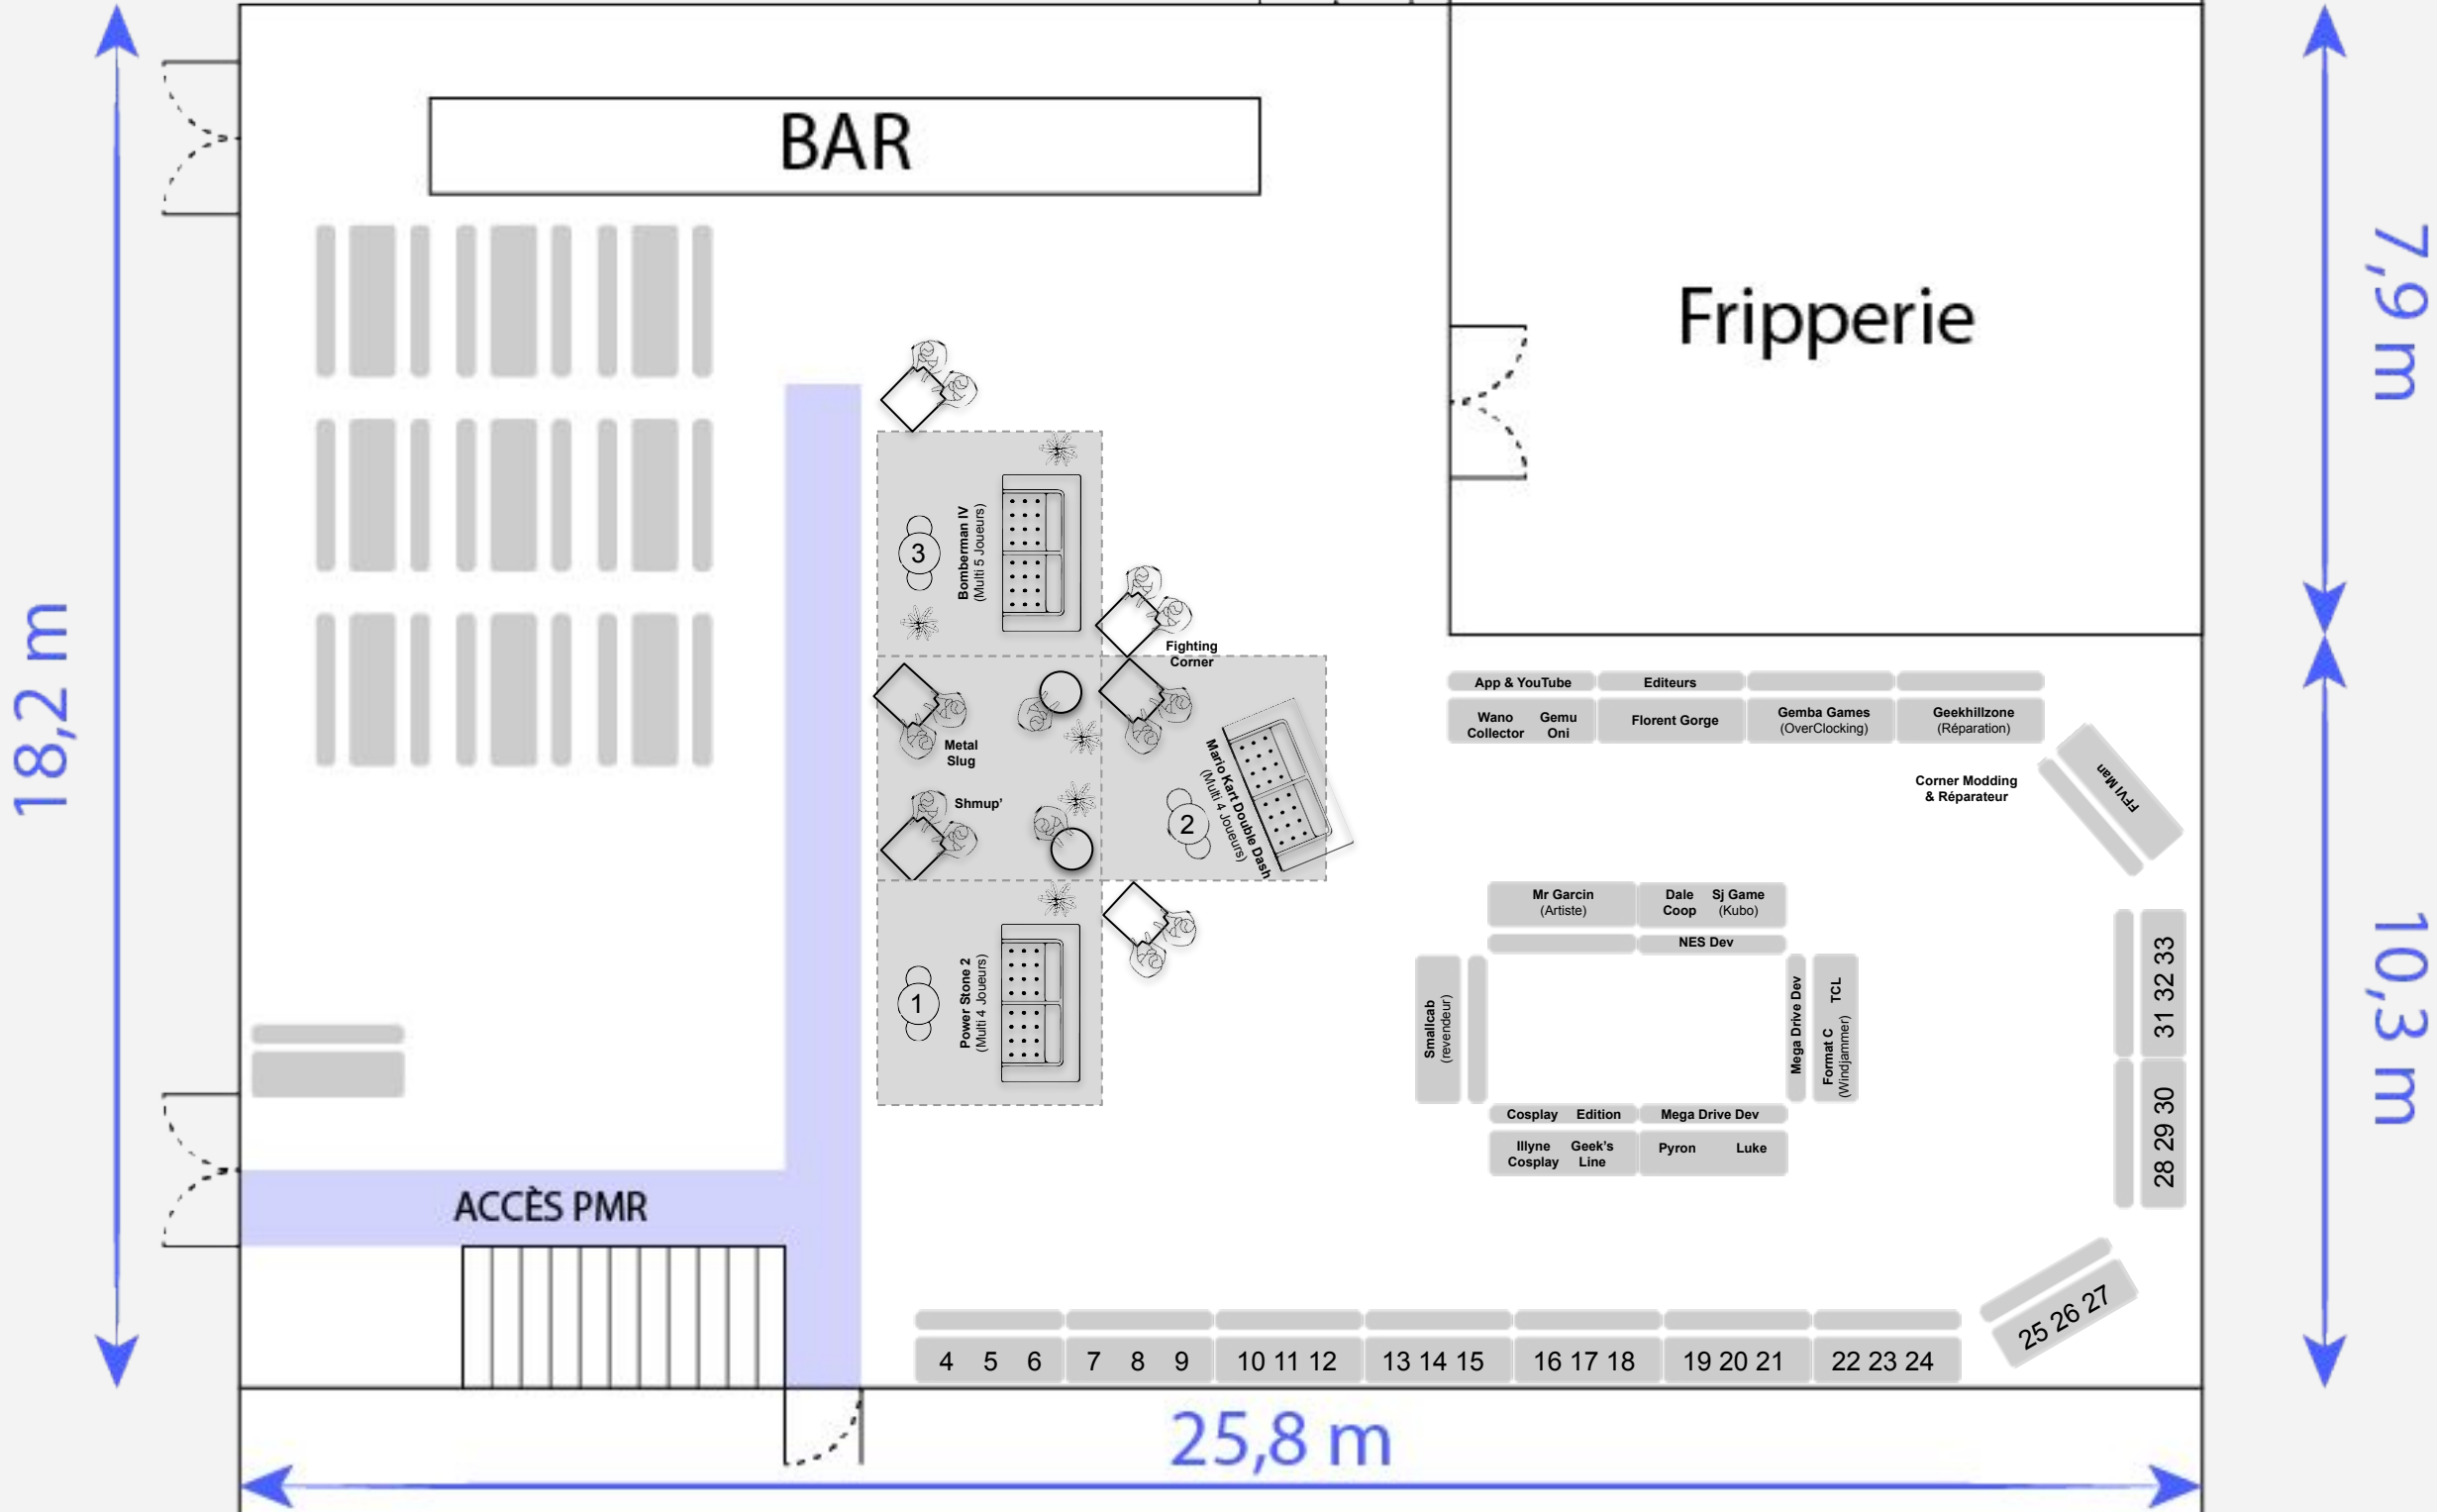 BAR
Fripperie
7,9 m
18,2 m
10,3 m
25,8 m
3
Bomberman IV
(Multi 5 Joueurs)
Fighting
Corner
Metal
Slug
Shmup'
2
Mario Kart Double Dash
(Multi 4 Joueurs)
1
Power Stone 2
(Multi 4 Joueurs)
App & YouTube
Editeurs
Wano
Collector
Gemu
Oni
Florent Gorge
Gemba Games
(OverClocking)
Geekhillzone
(Réparation)
Corner Modding
& Réparateur
FFVI Man
Mr Garcin
(Artiste)
Dale
Coop
Sj Game
(Kubo)
NES Dev
Smallcab
(revendeur)
Mega Drive Dev
Format C
(Windjammer)
TCL
Cosplay Edition
Mega Drive Dev
Illyne
Cosplay
Geek's
Line
Pyron Luke
31 32 33
28 29 30
25 26 27
ACCÈS PMR
4 5 6 7 8 9 10 11 12 13 14 15 16 17 18 19 20 21 22 23 24